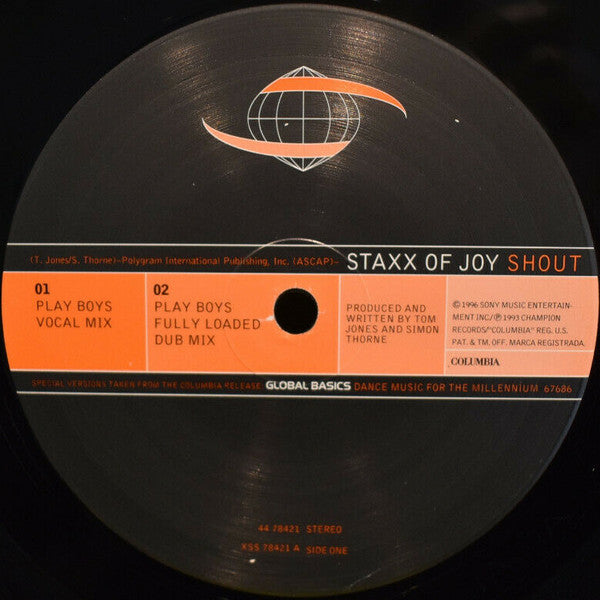 (T. Jones/S. Thorne)–Polygram International Publishing, Inc. (ASCAP)– STAXX OF JOY SHOUT
01
PLAY BOYS
VOCAL MIX
02
PLAY BOYS
FULLY LOADED
DUB MIX
PRODUCED AND
WRITTEN BY TOM
JONES AND SIMON
THORNE
© 1996 SONY MUSIC ENTERTAIN-
MENT INC/℗ 1993 CHAMPION
RECORDS/"COLUMBIA" REG. U.S.
PAT. & TM. OFF. MARCA REGISTRADA.
COLUMBIA
SPECIAL VERSIONS TAKEN FROM THE COLUMBIA RELEASE GLOBAL BASICS DANCE MUSIC FOR THE MILLENNIUM 67686
44 78421 STEREO
XSS 78421 A SIDE ONE